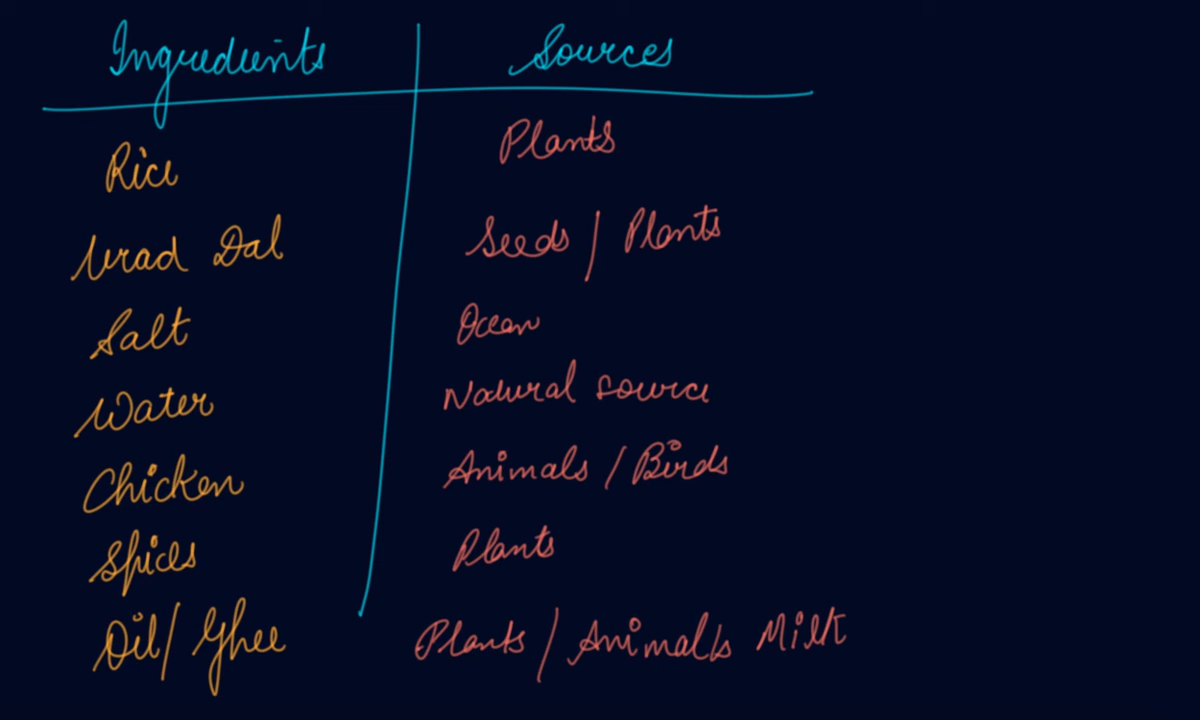 Ingredients Sources
Rice Plants
Urad Dal Seeds / Plants
Salt Ocean
Water Natural source
Chicken Animals / Birds
Spices Plants
Oil / Ghee Plants / Animal's Milk